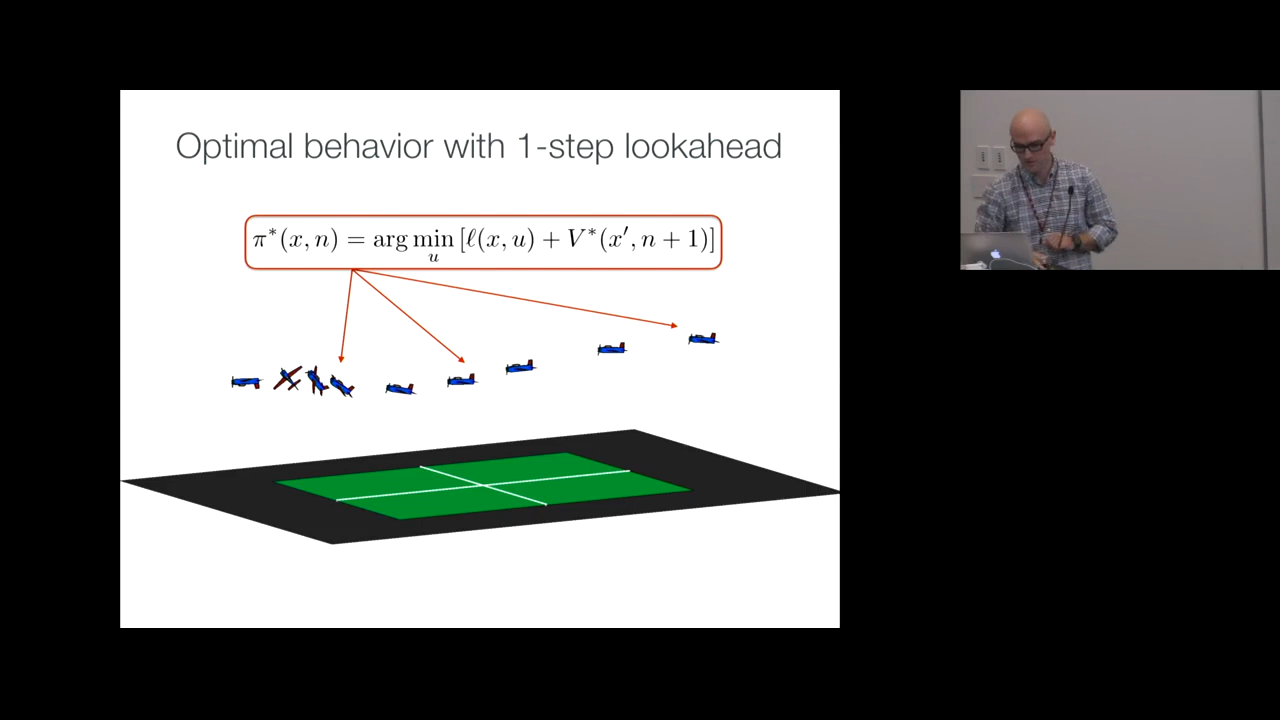 Optimal behavior with 1-step lookahead
π*(x, n) = arg min [ℓ(x, u) + V*(x′, n + 1)]
u